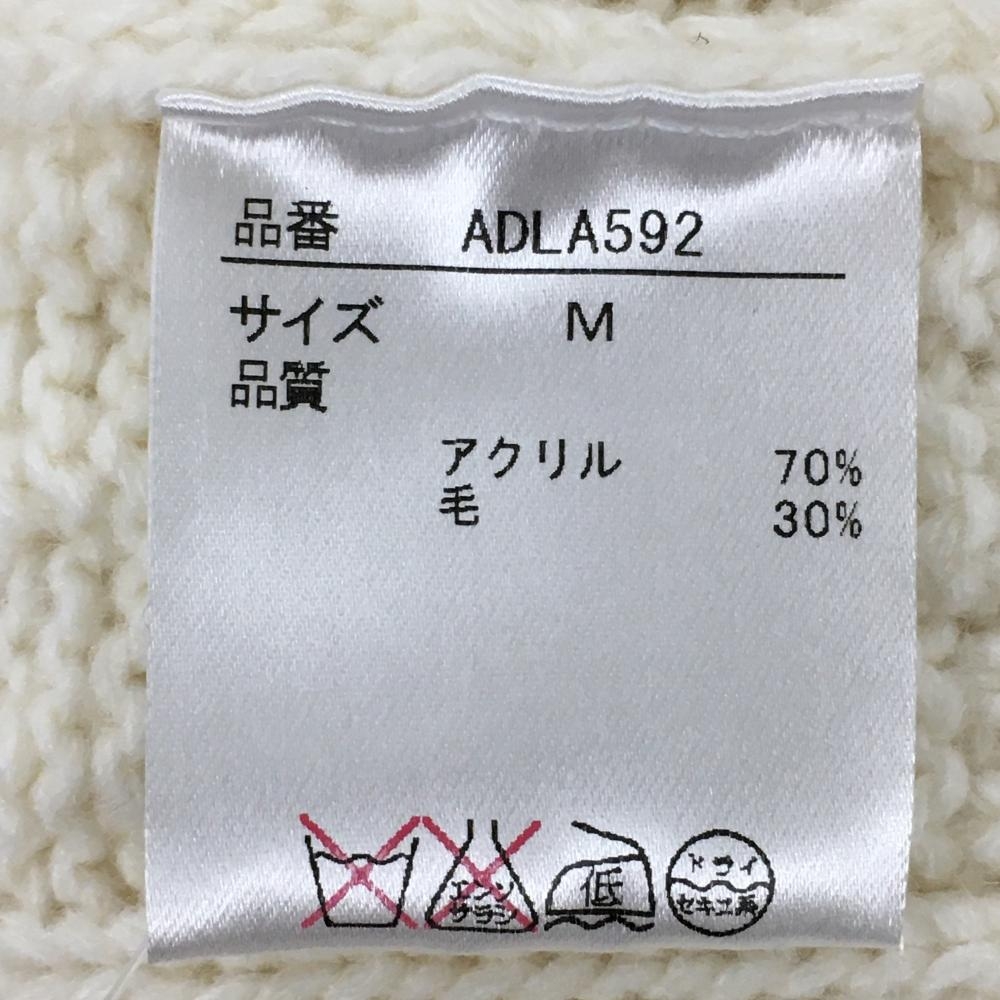 品番 ADLA592
サイズ M
品質
アクリル 70%
毛 30%
エンソ
サラシ
低
ドライ
セキユ系